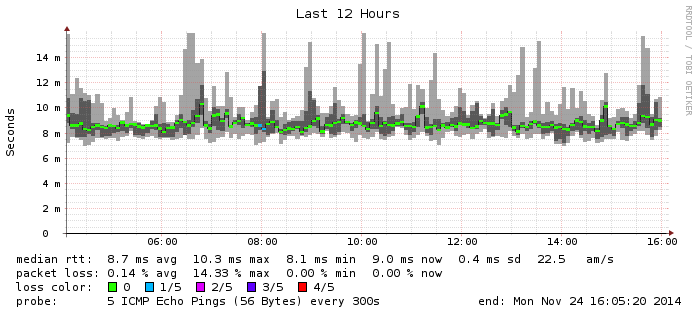 Last 12 Hours
RRDTOOL / TOBI OETIKER
Seconds
14 m
12 m
10 m
8 m
6 m
4 m
2 m
0
06:00 08:00 10:00 12:00 14:00 16:00
median rtt: 8.7 ms avg 10.3 ms max 8.1 ms min 9.0 ms now 0.4 ms sd 22.5 am/s
packet loss: 0.14 % avg 14.33 % max 0.00 % min 0.00 % now
loss color: 0 1/5 2/5 3/5 4/5
probe: 5 ICMP Echo Pings (56 Bytes) every 300s end: Mon Nov 24 16:05:20 2014